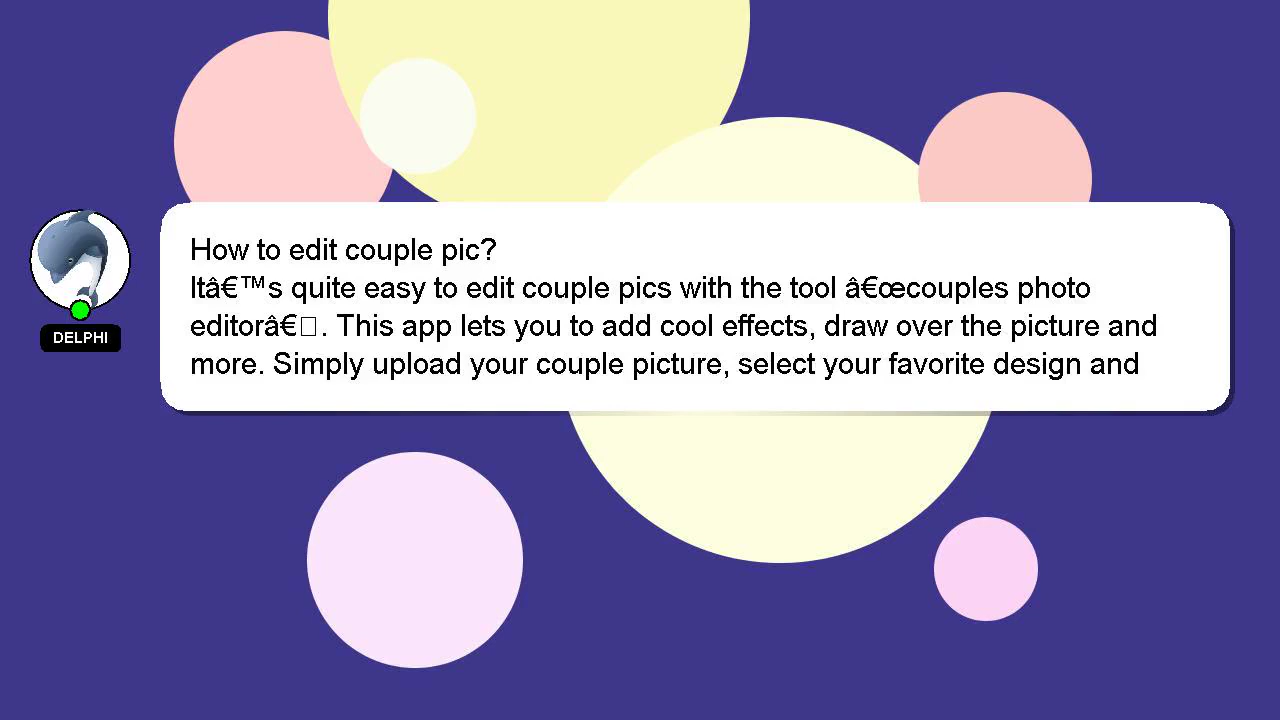 How to edit couple pic?
Itâ€™s quite easy to edit couple pics with the tool â€œcouples photo
editorâ€□. This app lets you to add cool effects, draw over the picture and
more. Simply upload your couple picture, select your favorite design and
DELPHI